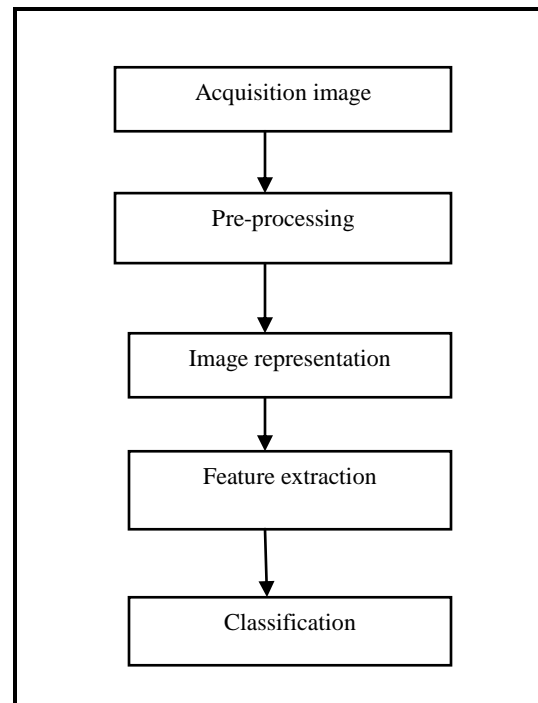 Acquisition image
Pre-processing
Image representation
Feature extraction
Classification